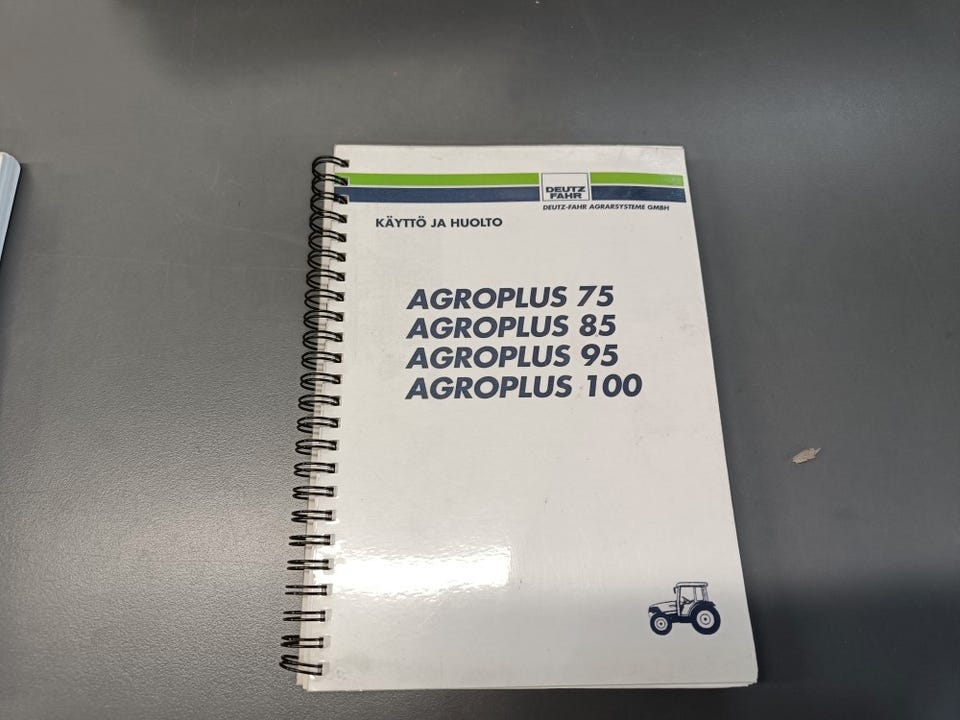 DEUTZ
FAHR
DEUTZ-FAHR AGRARSYSTEME GMBH
KÄYTTÖ JA HUOLTO
AGROPLUS 75
AGROPLUS 85
AGROPLUS 95
AGROPLUS 100